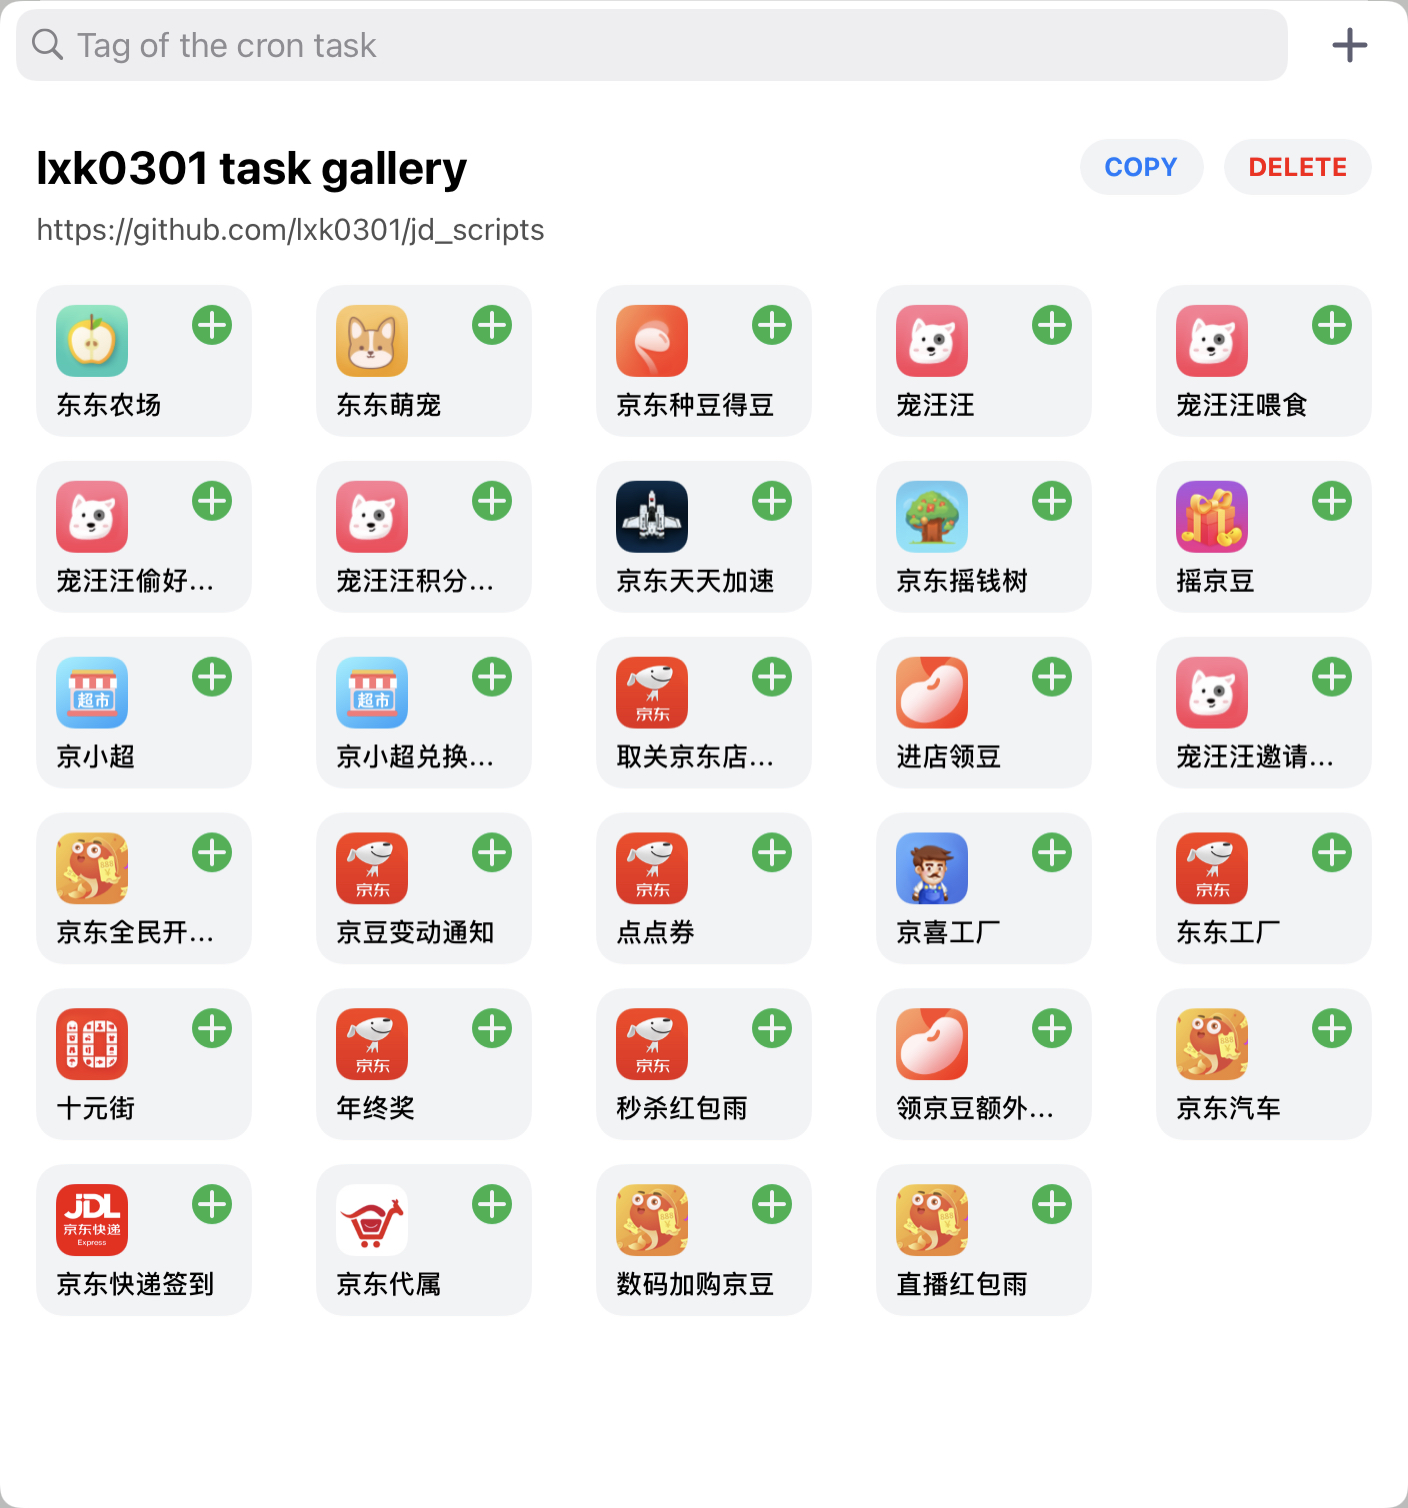 Tag of the cron task
lxk0301 task gallery
COPY
DELETE
https://github.com/lxk0301/jd_scripts
东东农场
东东萌宠
京东种豆得豆
宠汪汪
宠汪汪喂食
宠汪汪偷好...
宠汪汪积分...
京东天天加速
京东摇钱树
摇京豆
超市
京小超
超市
京小超兑换...
京东
取关京东店...
进店领豆
宠汪汪邀请...
京东全民开...
京东
京豆变动通知
京东
点点券
京喜工厂
京东
东东工厂
十元街
京东
年终奖
京东
秒杀红包雨
领京豆额外...
京东汽车
JDL
京东快递
Express
京东快递签到
京东代属
数码加购京豆
直播红包雨